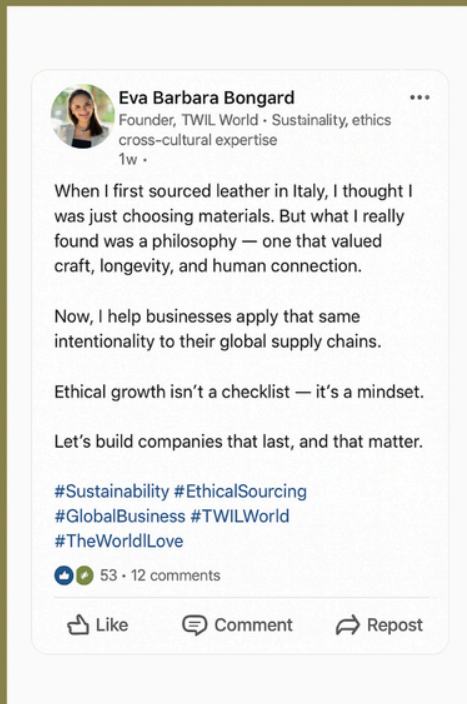 Eva Barbara Bongard
Founder, TWIL World • Sustainality, ethics
cross-cultural expertise
1w •
When I first sourced leather in Italy, I thought I
was just choosing materials. But what I really
found was a philosophy — one that valued
craft, longevity, and human connection.
Now, I help businesses apply that same
intentionality to their global supply chains.
Ethical growth isn't a checklist — it's a mindset.
Let's build companies that last, and that matter.
#Sustainability #EthicalSourcing
#GlobalBusiness #TWILWorld
#TheWorldlLove
53 • 12 comments
Like Comment Repost